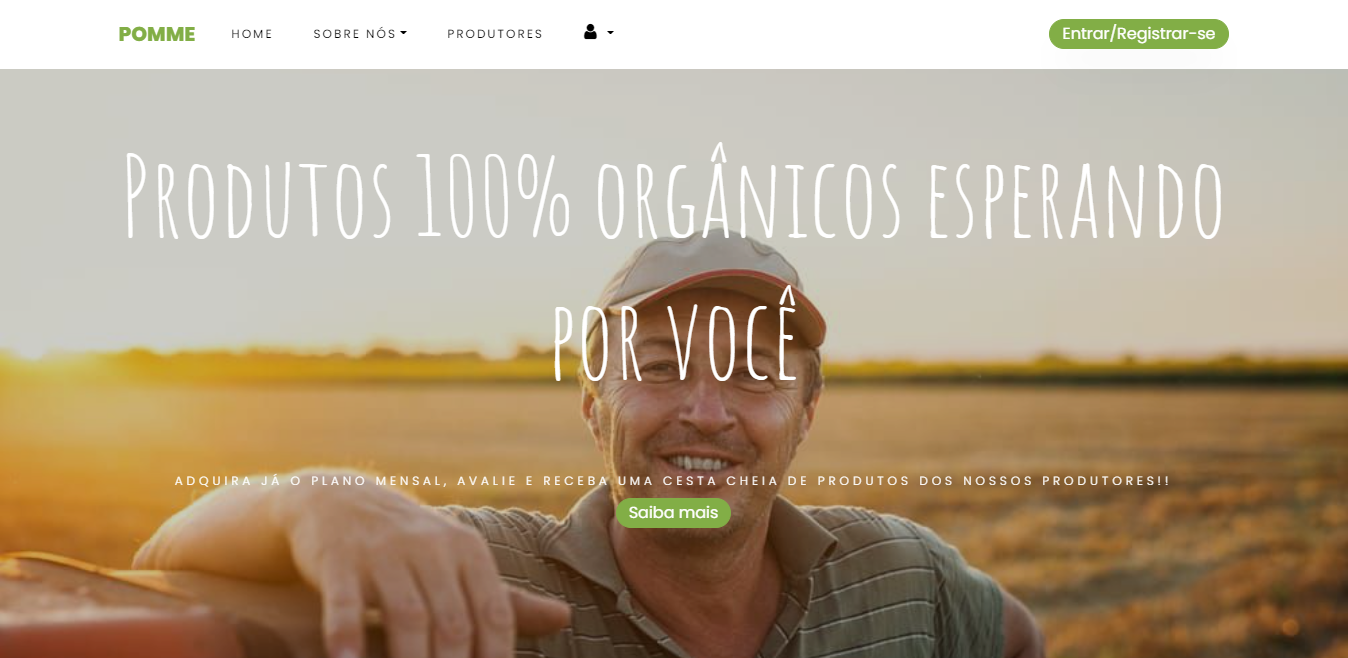 POMME HOME SOBRE NÓS PRODUTORES Entrar/Registrar-se
Produtos 100% orgânicos esperando
por você
ADQUIRA JÁ O PLANO MENSAL, AVALIE E RECEBA UMA CESTA CHEIA DE PRODUTOS DOS NOSSOS PRODUTORES!!
Saiba mais